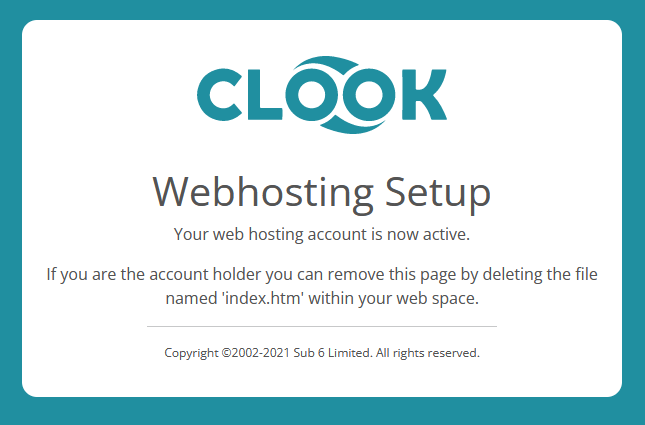 CLOOK
Webhosting Setup
Your web hosting account is now active.
If you are the account holder you can remove this page by deleting the file
named 'index.htm' within your web space.
Copyright ©2002-2021 Sub 6 Limited. All rights reserved.